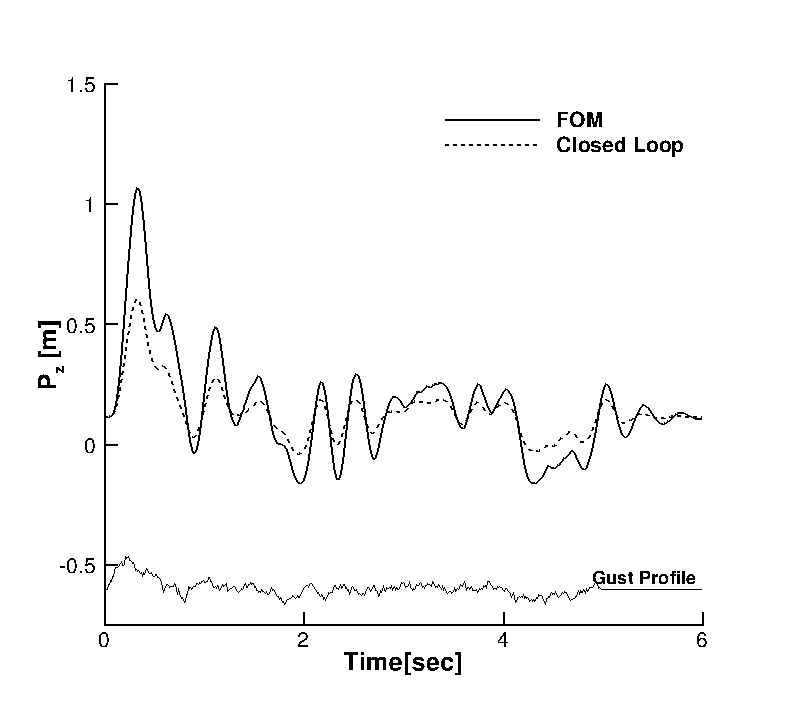 1.5
FOM
Closed Loop
1
0.5
Pz [m]
0
-0.5
Gust Profile
0 2 4 6
Time[sec]